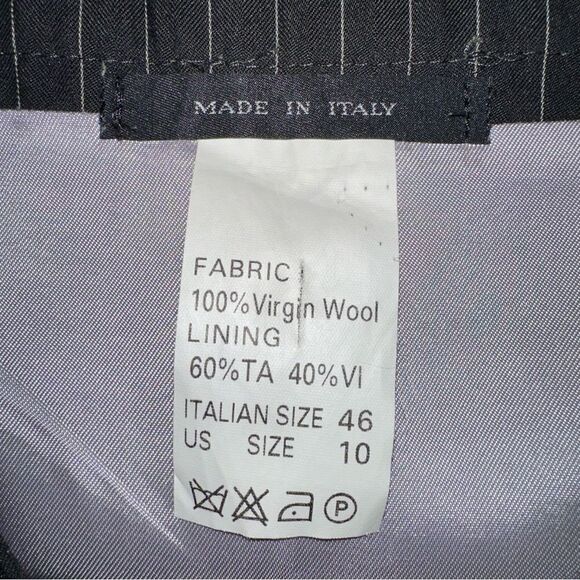 MADE IN ITALY
FABRIC
100%Virgin Wool
LINING
60%TA 40%VI
ITALIAN SIZE 46
US SIZE 10
P